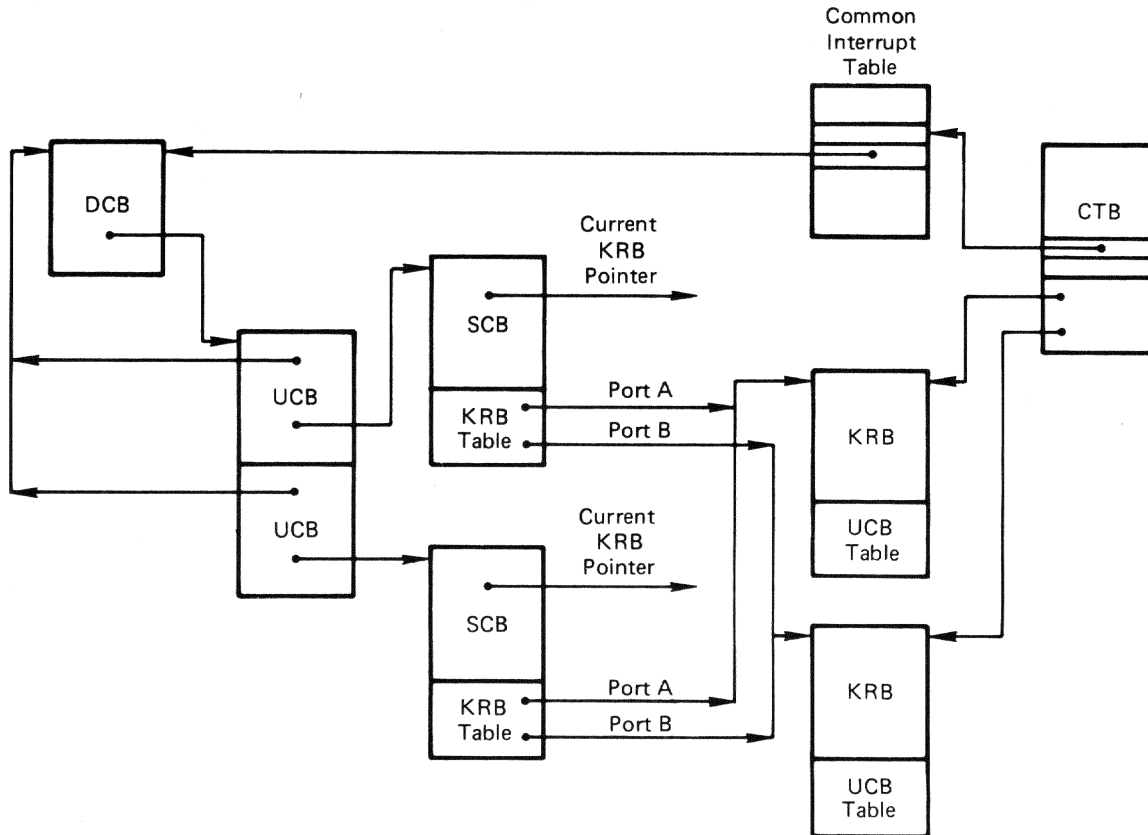 Common
Interrupt
Table
DCB
CTB
Current
KRB
Pointer
SCB
UCB
Port A
KRB
Table
Port B
KRB
UCB
Current
KRB
Pointer
UCB
Table
SCB
Port A
KRB
Table
Port B
KRB
UCB
Table